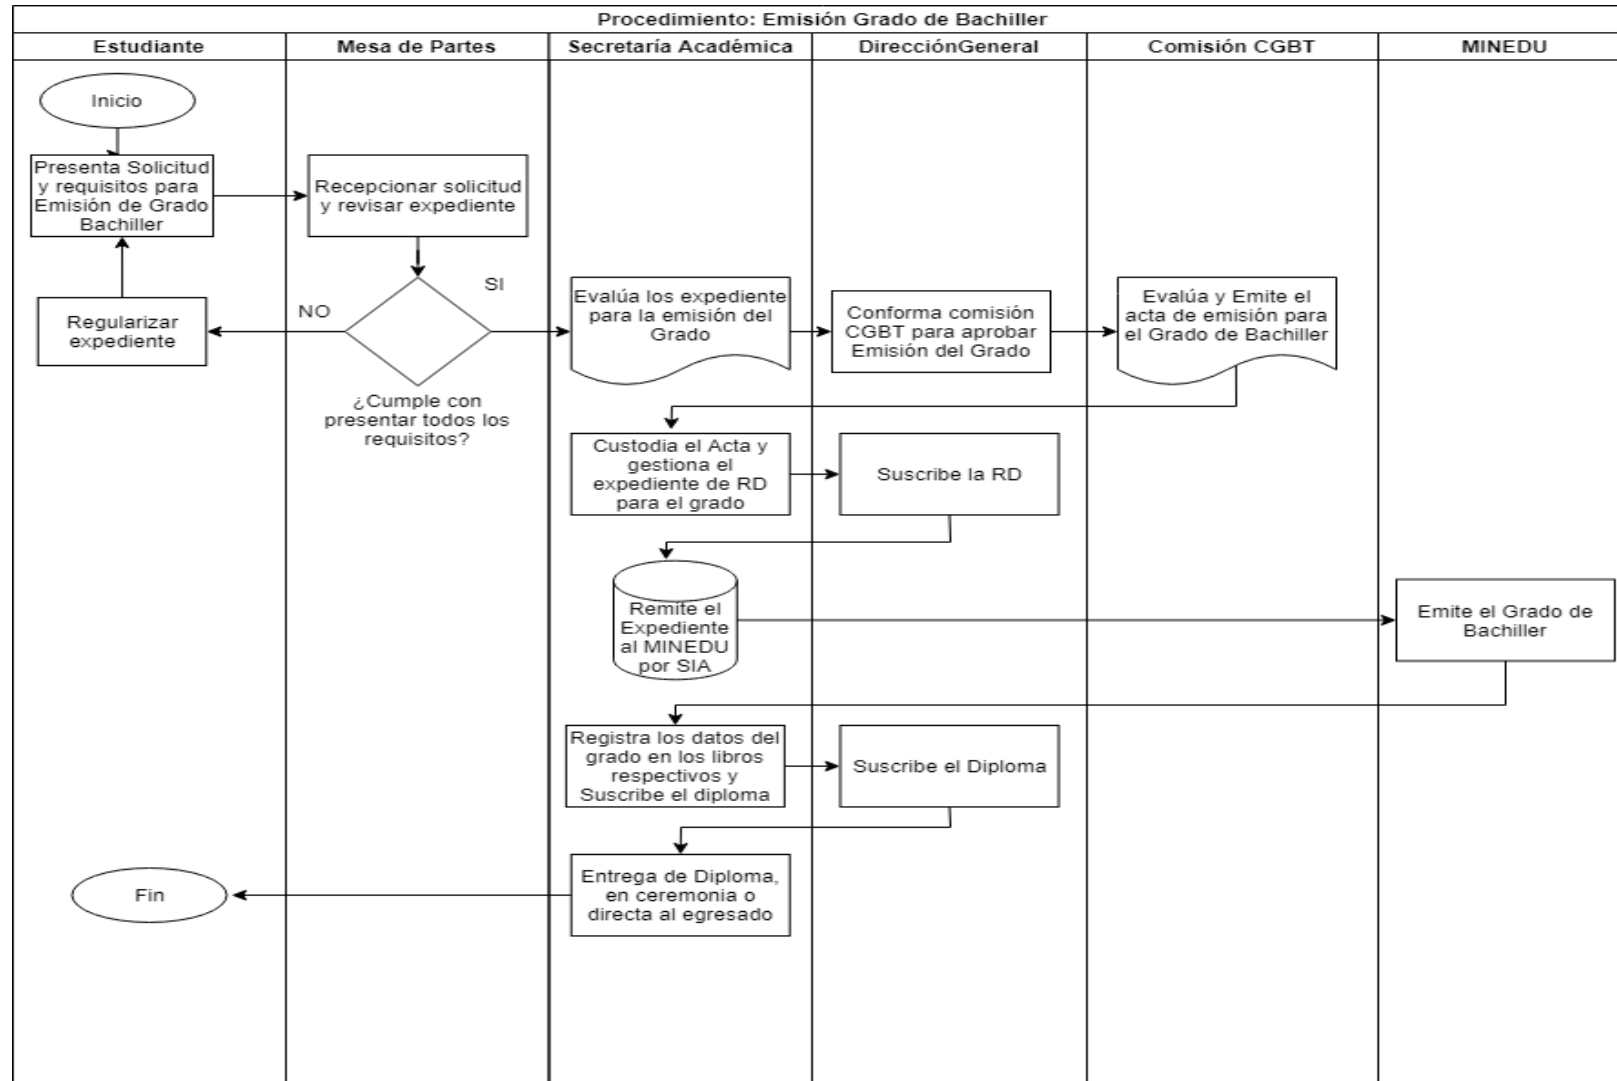 Procedimiento: Emisión Grado de Bachiller
Estudiante
Mesa de Partes
Secretaría Académica
DirecciónGeneral
Comisión CGBT
MINEDU
Inicio
Presenta Solicitud
y requisitos para
Emisión de Grado
Bachiller
Recepcionar solicitud
y revisar expediente
SI
NO
Regularizar
expediente
¿Cumple con
presentar todos los
requisitos?
Evalúa los expediente
para la emisión del
Grado
Conforma comisión
CGBT para aprobar
Emisión del Grado
Evalúa y Emite el
acta de emisión para
el Grado de Bachiller
Custodia el Acta y
gestiona el
expediente de RD
para el grado
Suscribe la RD
Remite el
Expediente
al MINEDU
por SIA
Emite el Grado de
Bachiller
Registra los datos del
grado en los libros
respectivos y
Suscribe el diploma
Suscribe el Diploma
Entrega de Diploma,
en ceremonia o
directa al egresado
Fin